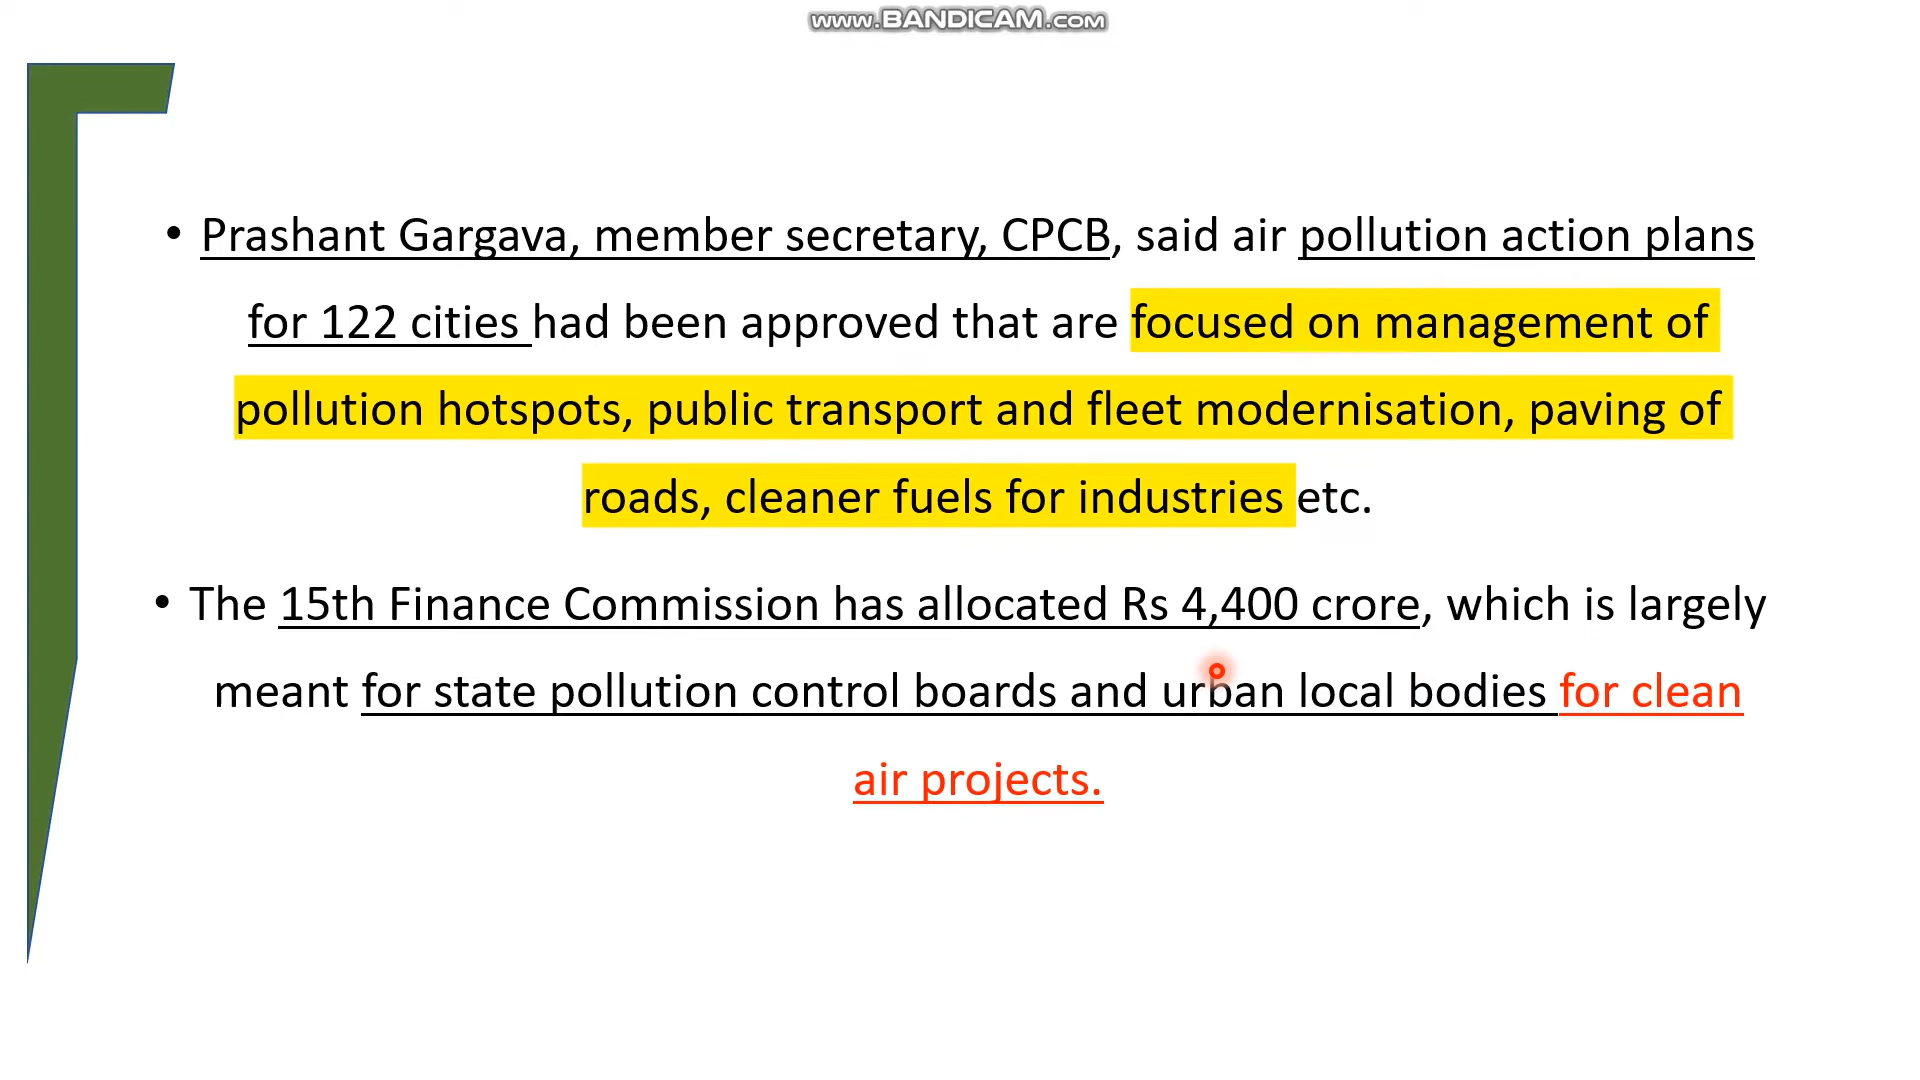 www.BANDICAM.com
• Prashant Gargava, member secretary, CPCB, said air pollution action plans
for 122 cities had been approved that are focused on management of
pollution hotspots, public transport and fleet modernisation, paving of
roads, cleaner fuels for industries etc.
• The 15th Finance Commission has allocated Rs 4,400 crore, which is largely
meant for state pollution control boards and urban local bodies for clean
air projects.